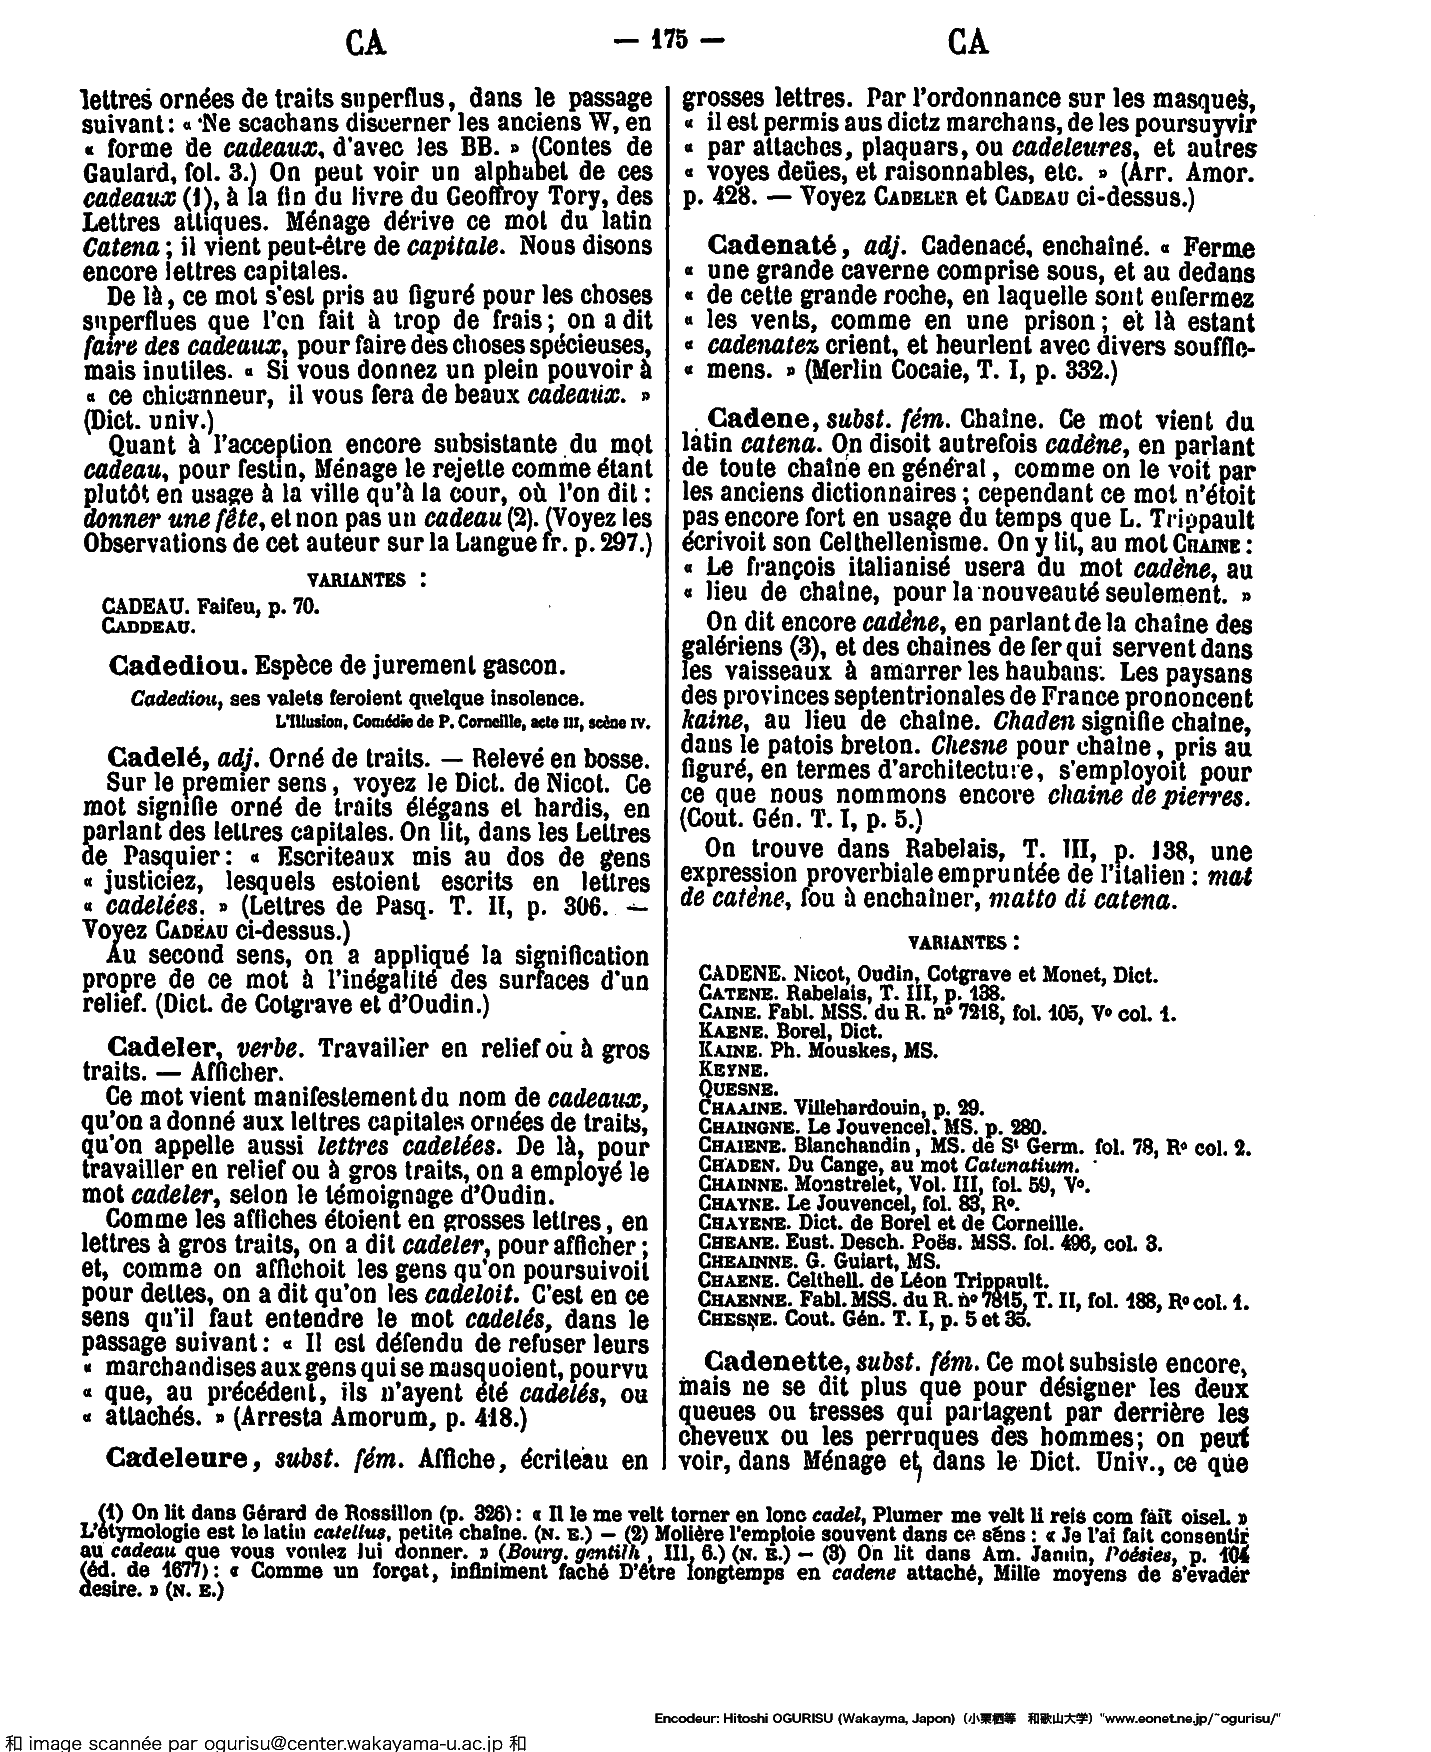 CA — 175 — CA
lettres ornées de traits superflus, dans le passage
suivant : « Ne scachans discerner les anciens W, en
« forme de cadeaux, d'avec les BB. » (Contes de
Gaulard, fol. 3.) On peut voir un alphabet de ces
cadeaux (1), à la fin du livre du Geoffroy Tory, des
Lettres attiques. Ménage dérive ce mot du latin
Catena ; il vient peut-être de capitale. Nous disons
encore lettres capitales.
De là, ce mot s'est pris au figuré pour les choses
superflues que l'on fait à trop de frais ; on a dit
faire des cadeaux, pour faire des choses spécieuses,
mais inutiles. « Si vous donnez un plein pouvoir à
« ce chicanneur, il vous fera de beaux cadeaux. »
(Dict. univ.)
Quant à l'acception encore subsistante du mot
cadeau, pour festin, Ménage le rejette comme étant
plutôt en usage à la ville qu'à la cour, où l'on dit :
donner une fête, et non pas un cadeau (2). (Voyez les
Observations de cet auteur sur la Langue fr. p. 297.)
VARIANTES :
CADEAU. Faifeu, p. 70.
CADDEAU.
Cadediou. Espèce de jurement gascon.
Cadediou, ses valets feroient quelque insolence.
L'Illusion, Comédie de P. Corneille, acte III, scène IV.
Cadelé, adj. Orné de traits. — Relevé en bosse.
Sur le premier sens, voyez le Dict. de Nicot. Ce
mot signifie orné de traits élégans et hardis, en
parlant des lettres capitales. On lit, dans les Lettres
de Pasquier : « Escriteaux mis au dos de gens
« justiciez, lesquels estoient escrits en lettres
« cadelées. » (Lettres de Pasq. T. II, p. 306. —
Voyez CADEAU ci-dessus.)
Au second sens, on a appliqué la signification
propre de ce mot à l'inégalité des surfaces d'un
relief. (Dict. de Cotgrave et d'Oudin.)
Cadeler, verbe. Travailler en relief ou à gros
traits. — Afficher.
Ce mot vient manifestement du nom de cadeaux,
qu'on a donné aux lettres capitales ornées de traits,
qu'on appelle aussi lettres cadelées. De là, pour
travailler en relief ou à gros traits, on a employé le
mot cadeler, selon le témoignage d'Oudin.
Comme les affiches étoient en grosses lettres, en
lettres à gros traits, on a dit cadeler, pour afficher ;
et, comme on affichoit les gens qu'on poursuivoit
pour dettes, on a dit qu'on les cadeloit. C'est en ce
sens qu'il faut entendre le mot cadelés, dans le
passage suivant : « Il est défendu de refuser leurs
« marchandises aux gens qui se masquoient, pourvu
« que, au précédent, ils n'ayent été cadelés, ou
« attachés. » (Arresta Amorum, p. 418.)
Cadeleure, subst. fém. Affiche, écriteau en
grosses lettres. Par l'ordonnance sur les masques,
« il est permis aus dictz marchans, de les poursuyvir
« par attaches, plaquars, ou cadeleures, et autres
« voyes deües, et raisonnables, etc. » (Arr. Amor.
p. 428. — Voyez CADELER et CADEAU ci-dessus.)
Cadenaté, adj. Cadenacé, enchaîné. « Ferme
« une grande caverne comprise sous, et au dedans
« de cette grande roche, en laquelle sont enfermez
« les vents, comme en une prison ; et là estant
« cadenatez crient, et heurlent avec divers souffle-
« mens. » (Merlin Cocaie, T. I, p. 332.)
Cadene, subst. fém. Chaîne. Ce mot vient du
latin catena. On disoit autrefois cadène, en parlant
de toute chaîne en général, comme on le voit par
les anciens dictionnaires ; cependant ce mot n'étoit
pas encore fort en usage du temps que L. Trippault
écrivoit son Celthellenisme. On y lit, au mot CHAINE :
« Le françois italianisé usera du mot cadène, au
« lieu de chaîne, pour la nouveauté seulement. »
On dit encore cadène, en parlant de la chaîne des
galériens (3), et des chaines de fer qui servent dans
les vaisseaux à amarrer les haubans. Les paysans
des provinces septentrionales de France prononcent
kaine, au lieu de chaîne. Chaden signifie chaîne,
dans le patois breton. Chesne pour chaîne, pris au
figuré, en termes d'architecture, s'employoit pour
ce que nous nommons encore chaine de pierres.
(Cout. Gén. T. I, p. 5.)
On trouve dans Rabelais, T. III, p. 138, une
expression proverbiale empruntée de l'italien : mat
de catène, fou à enchaîner, matto di catena.
VARIANTES :
CADENE. Nicot, Oudin, Cotgrave et Monet, Dict.
CATENE. Rabelais, T. III, p. 138.
CAINE. Fabl. MSS. du R. nº 7218, fol. 105, Vº col. 1.
KAENE. Borel, Dict.
KAINE. Ph. Mouskes, MS.
KEYNE.
QUESNE.
CHAAINE. Villehardouin, p. 29.
CHAINGNE. Le Jouvencel. MS. p. 280.
CHAIENE. Blanchandin, MS. de St Germ. fol. 78, Rº col. 2.
CHADEN. Du Cange, au mot Catenatium.
CHAINNE. Monstrelet, Vol. III, fol. 59, Vº.
CHAYNE. Le Jouvencel, fol. 83, Rº.
CHAYENE. Dict. de Borel et de Corneille.
CHEANE. Eust. Desch. Poës. MSS. fol. 496, col. 3.
CHEAINNE. G. Guiart, MS.
CHAENE. Celthell. de Léon Trippault.
CHAENNE. Fabl. MSS. du R. nº 7615, T. II, fol. 188, Rº col. 1.
CHESNE. Cout. Gén. T. I, p. 5 et 35.
Cadenette, subst. fém. Ce mot subsiste encore,
mais ne se dit plus que pour désigner les deux
queues ou tresses qui partagent par derrière les
cheveux ou les perruques des hommes ; on peut
voir, dans Ménage et dans le Dict. Univ., ce que
(1) On lit dans Gérard de Rossillon (p. 326) : « Il le me velt torner en lonc cadel, Plumer me velt li reis com fait oisel. »
L'étymologie est le latin catellus, petite chaîne. (N. E.) — (2) Molière l'emploie souvent dans ce sens : « Je l'ai fait consentir
au cadeau que vous voulez lui donner. » (Bourg. gentilh., III, 6.) (N. E.) — (3) On lit dans Am. Jamin, Poésies, p. 104
(éd. de 1677) : « Comme un forçat, infiniment faché D'être longtemps en cadene attaché, Mille moyens de s'evader
desire. » (N. E.)
Encodeur: Hitoshi OGURISU (Wakayma, Japon) (小栗栖等 和歌山大学) "www.eonet.ne.jp/~ogurisu/"
和 image scannée par ogurisu@center.wakayama-u.ac.jp 和